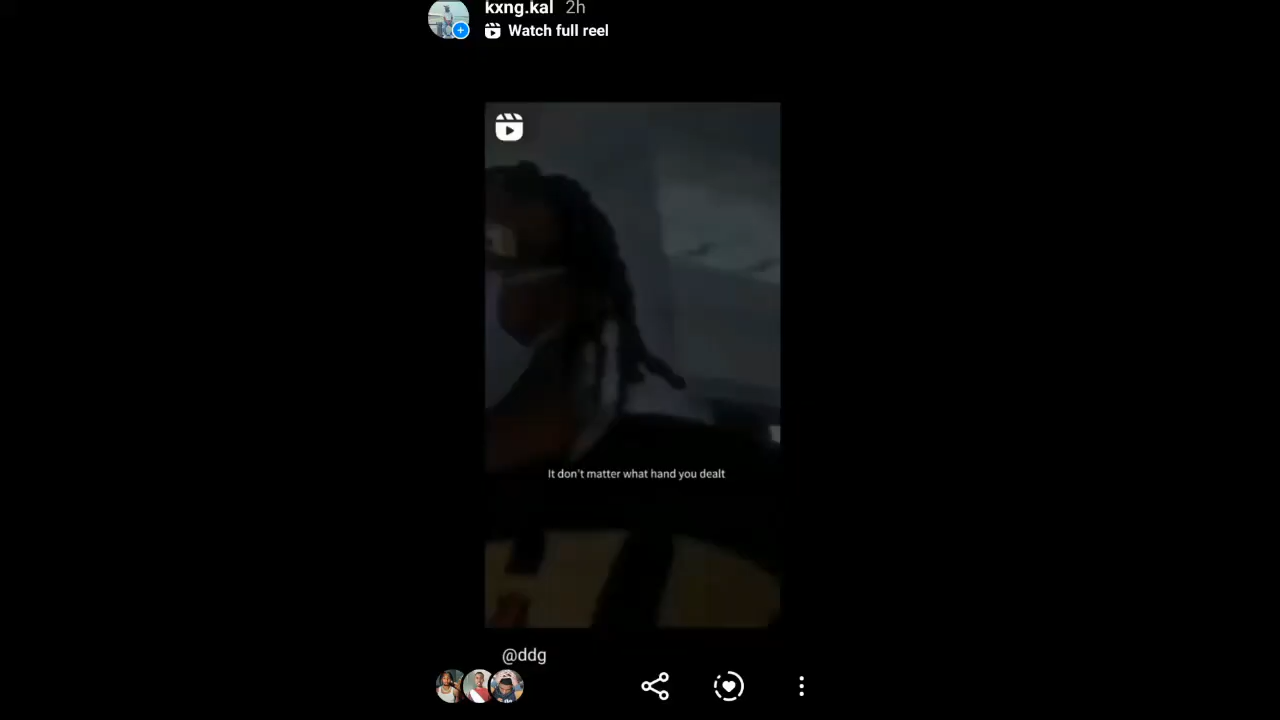 kxng.kal 2h
Watch full reel
It don't matter what hand you dealt
@ddg